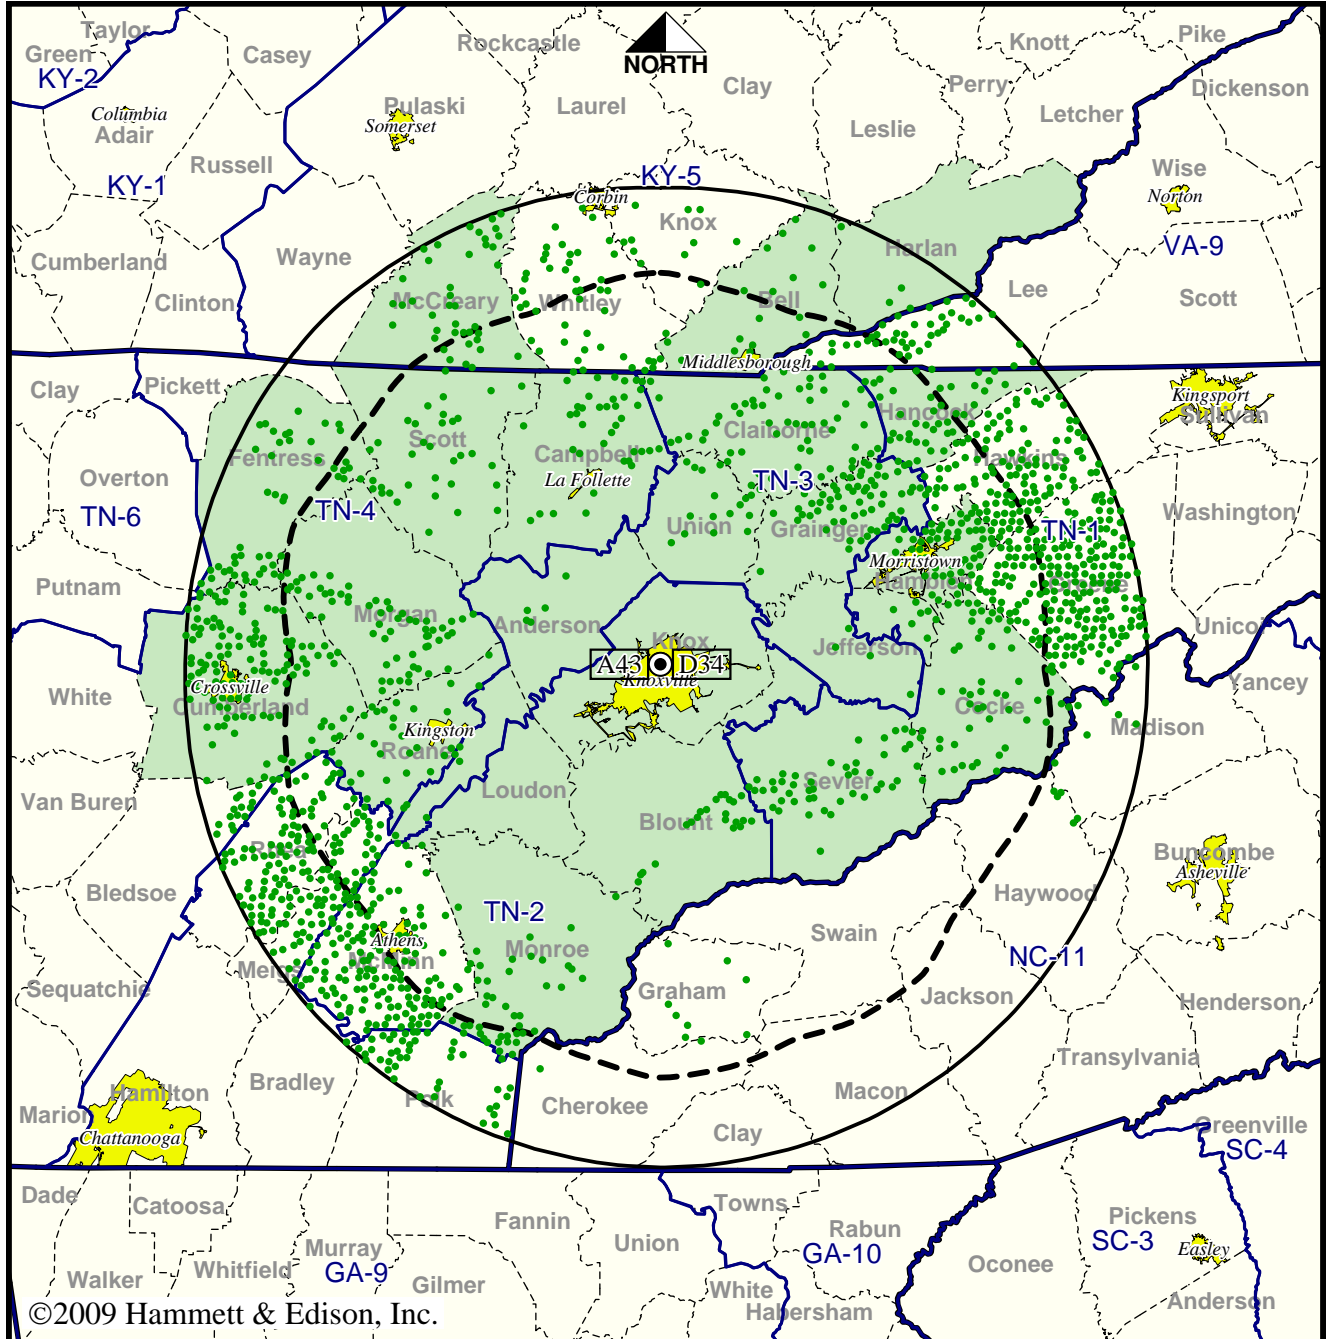 Taylor
Green
KY-2
Casey
Rockcastle
NORTH
Clay
Knott
Perry
Pike
Dickenson
Letcher
Columbia
Adair
Pulaski
Somerset
Laurel
Leslie
Russell
KY-1
KY-5
Corbin
Knox
Wise
Norton
VA-9
Cumberland
Wayne
Harlan
Clinton
McCreary
Whitley
Bell
Lee
Scott
Middlesborough
Clay
Pickett
Kingsport
Sullivan
Hancock
Claiborne
Scott
Fentress
Campbell
La Follette
Hawkins
Overton
TN-6
TN-4
TN-3
TN-1
Washington
Union
Grainger
Morristown
Hamblen
Greene
Putnam
Morgan
Anderson
Unicoi
Knox
A43 D34
Knoxville
Jefferson
White
Crossville
Cumberland
Yancey
Cocke
Madison
Kingston
Roane
Loudon
Sevier
Van Buren
Blount
Rhea
Buncombe
Asheville
Bledsoe
Haywood
TN-2
Athens
McMinn
Monroe
Swain
NC-11
Meigs
Sequatchie
Graham
Jackson
Henderson
Transylvania
Bradley
Hamilton
Marion
Polk
Cherokee
Macon
Chattanooga
Clay
Greenville
SC-4
Dade
Catoosa
Towns
Fannin
Rabun
GA-10
Pickens
SC-3
Easley
Murray
Whitfield
GA-9
Union
Walker
Gilmer
White
Habersham
Oconee
Anderson
©2009 Hammett & Edison, Inc.